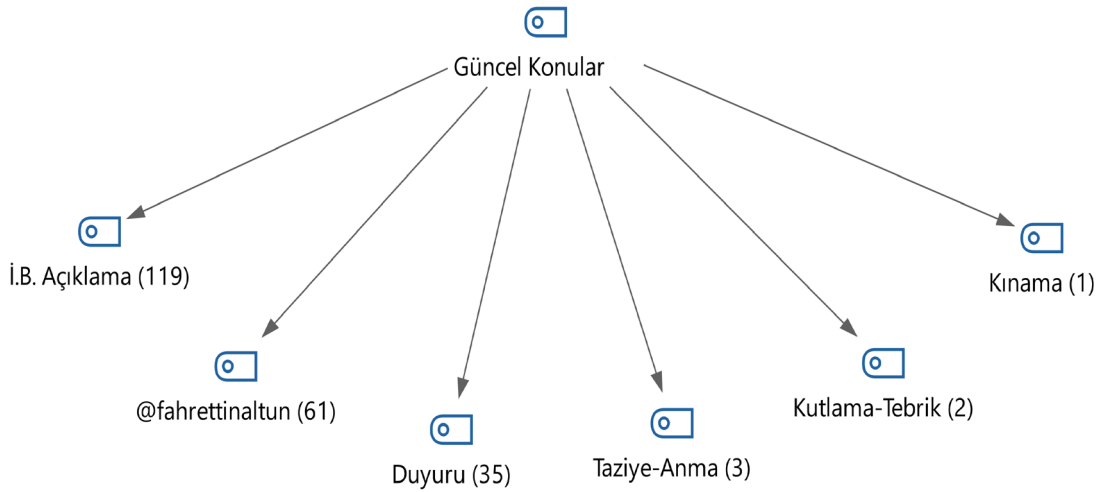 Güncel Konular
İ.B. Açıklama (119)
@fahrettinaltun (61)
Duyuru (35)
Taziye-Anma (3)
Kutlama-Tebrik (2)
Kınama (1)